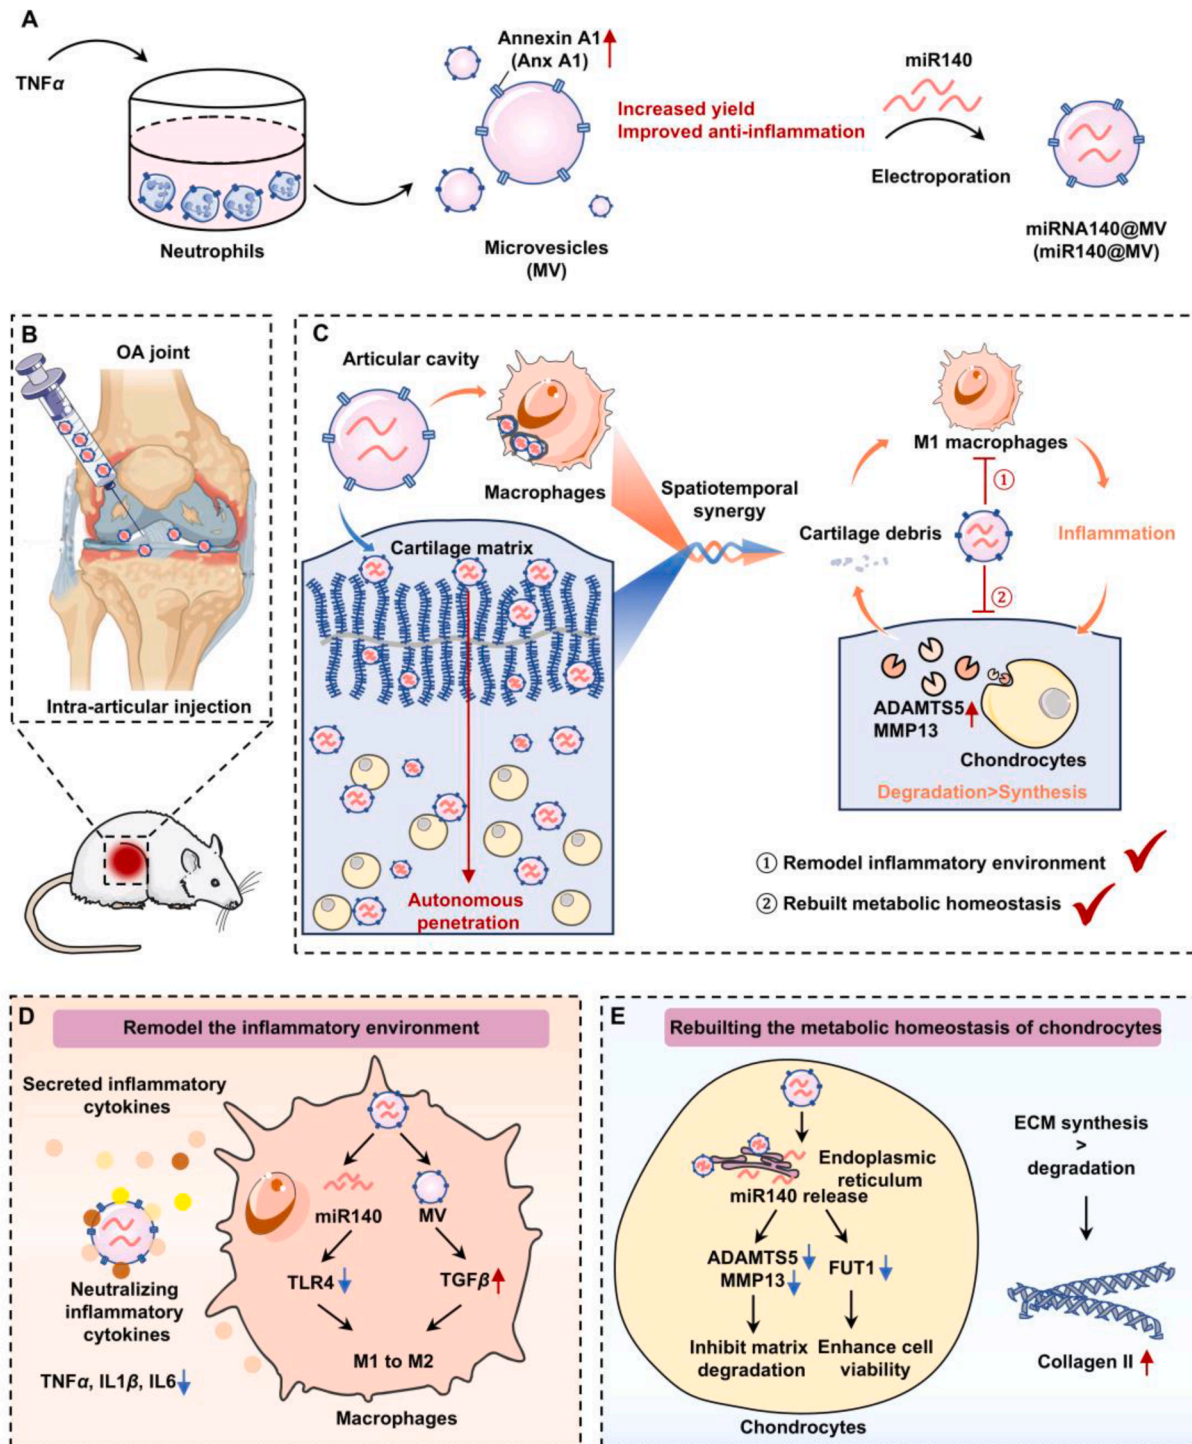 A
TNFα
Neutrophils
Annexin A1
(Anx A1)
Microvesicles
(MV)
Increased yield
Improved anti-inflammation
miR140
Electroporation
miRNA140@MV
(miR140@MV)
B
OA joint
Intra-articular injection
C
Articular cavity
Macrophages
Cartilage matrix
Autonomous
penetration
Spatiotemporal
synergy
M1 macrophages
①
Cartilage debris
Inflammation
②
ADAMTS5
MMP13
Chondrocytes
Degradation>Synthesis
① Remodel inflammatory environment
② Rebuilt metabolic homeostasis
D
Remodel the inflammatory environment
Secreted inflammatory
cytokines
Neutralizing
inflammatory
cytokines
TNFα, IL1β, IL6
miR140
MV
TLR4
TGFβ
M1 to M2
Macrophages
E
Rebuilting the metabolic homeostasis of chondrocytes
Endoplasmic
reticulum
miR140 release
ADAMTS5
MMP13
FUT1
Inhibit matrix
degradation
Enhance cell
viability
Chondrocytes
ECM synthesis
>
degradation
Collagen II